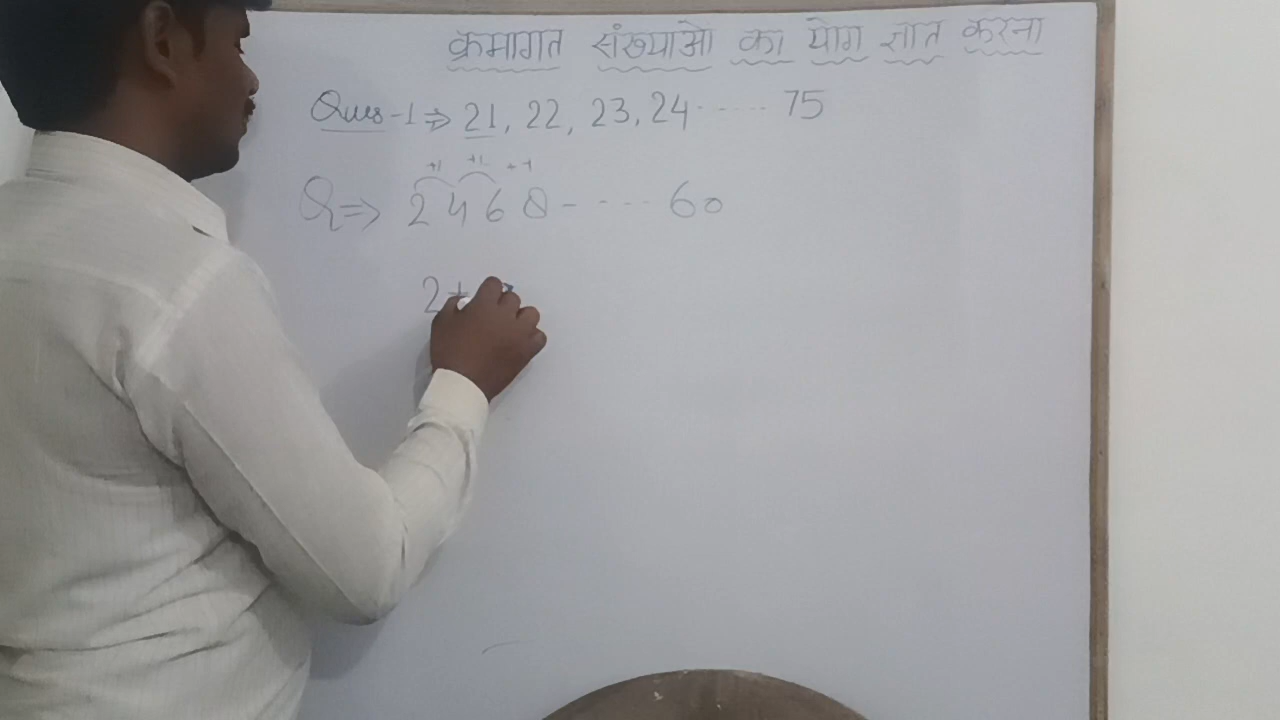 क्रमागत संख्याओ का योग ज्ञात करना
Ques-1 ⇒ 21, 22, 23, 24 ...... 75
+1 +1 +1
Q ⇒ 2 4 6 8 - - - - - 60
2 +